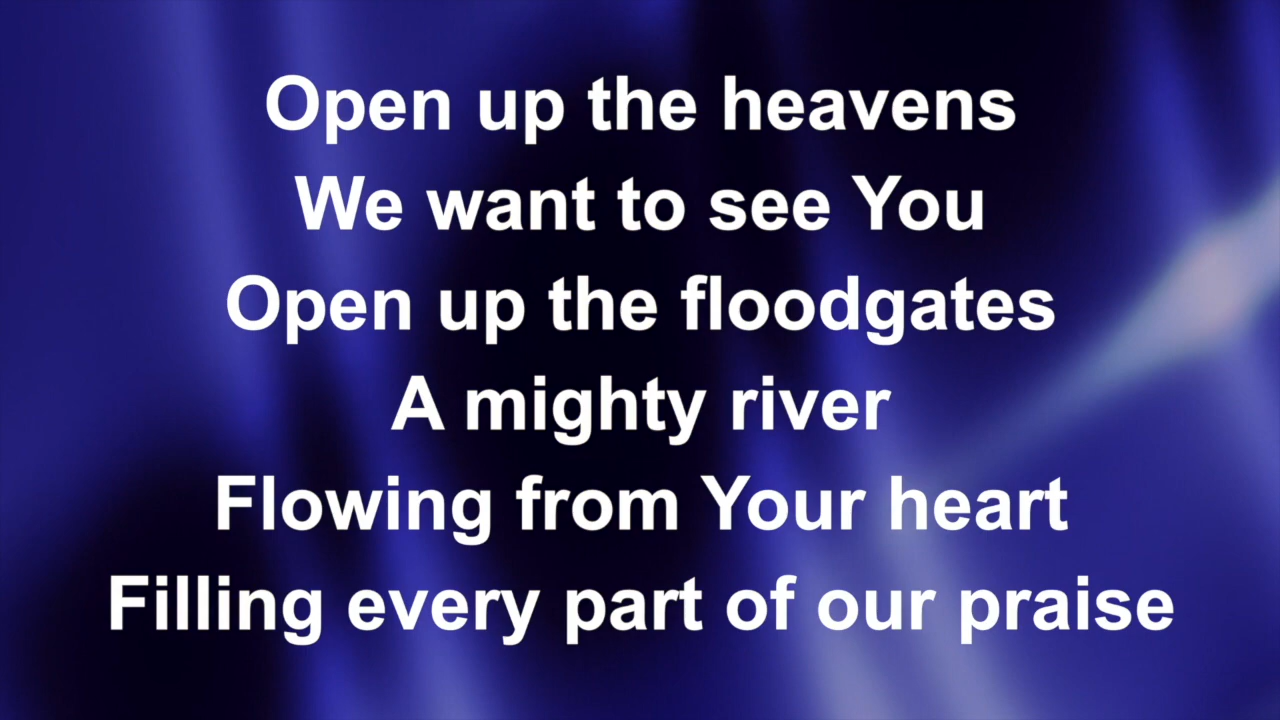 Open up the heavens
We want to see You
Open up the floodgates
A mighty river
Flowing from Your heart
Filling every part of our praise